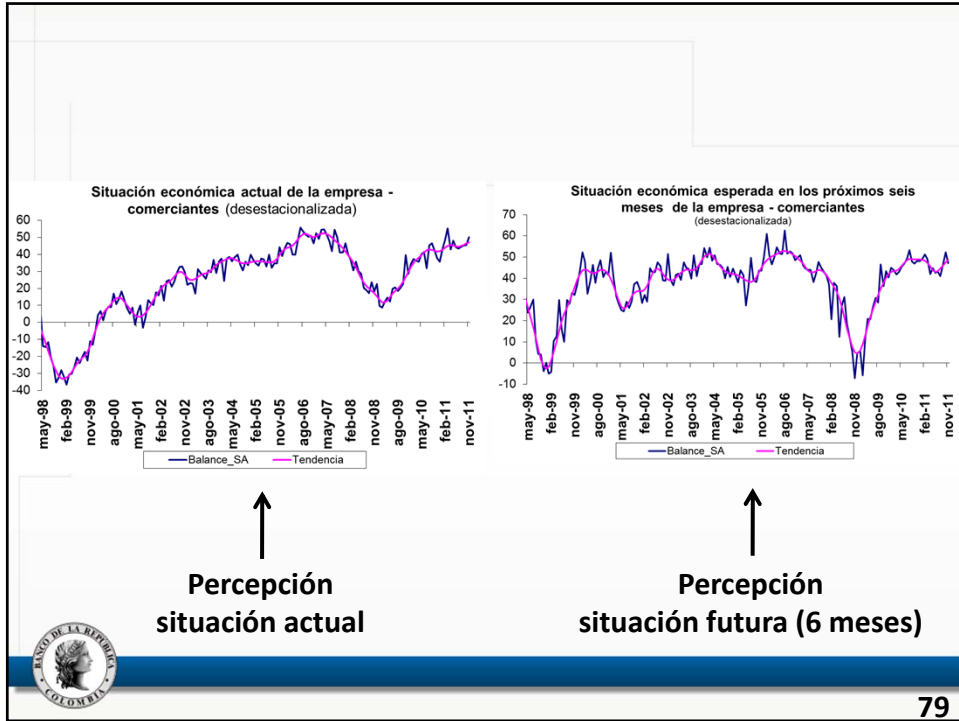 Situación económica actual de la empresa -
comerciantes (desestacionalizada)
60
50
40
30
20
10
0
-10
-20
-30
-40
may-98
feb-99
nov-99
ago-00
may-01
feb-02
nov-02
ago-03
may-04
feb-05
nov-05
ago-06
may-07
feb-08
nov-08
ago-09
may-10
feb-11
nov-11
Balance_SA
Tendencia
Situación económica esperada en los próximos seis
meses de la empresa - comerciantes
(desestacionalizada)
70
60
50
40
30
20
10
0
-10
may-98
feb-99
nov-99
ago-00
may-01
feb-02
nov-02
ago-03
may-04
feb-05
nov-05
ago-06
may-07
feb-08
nov-08
ago-09
may-10
feb-11
nov-11
Balance_SA
Tendencia
Percepción
situación actual
Percepción
situación futura (6 meses)
BANCO DE LA REPUBLICA
COLOMBIA
79